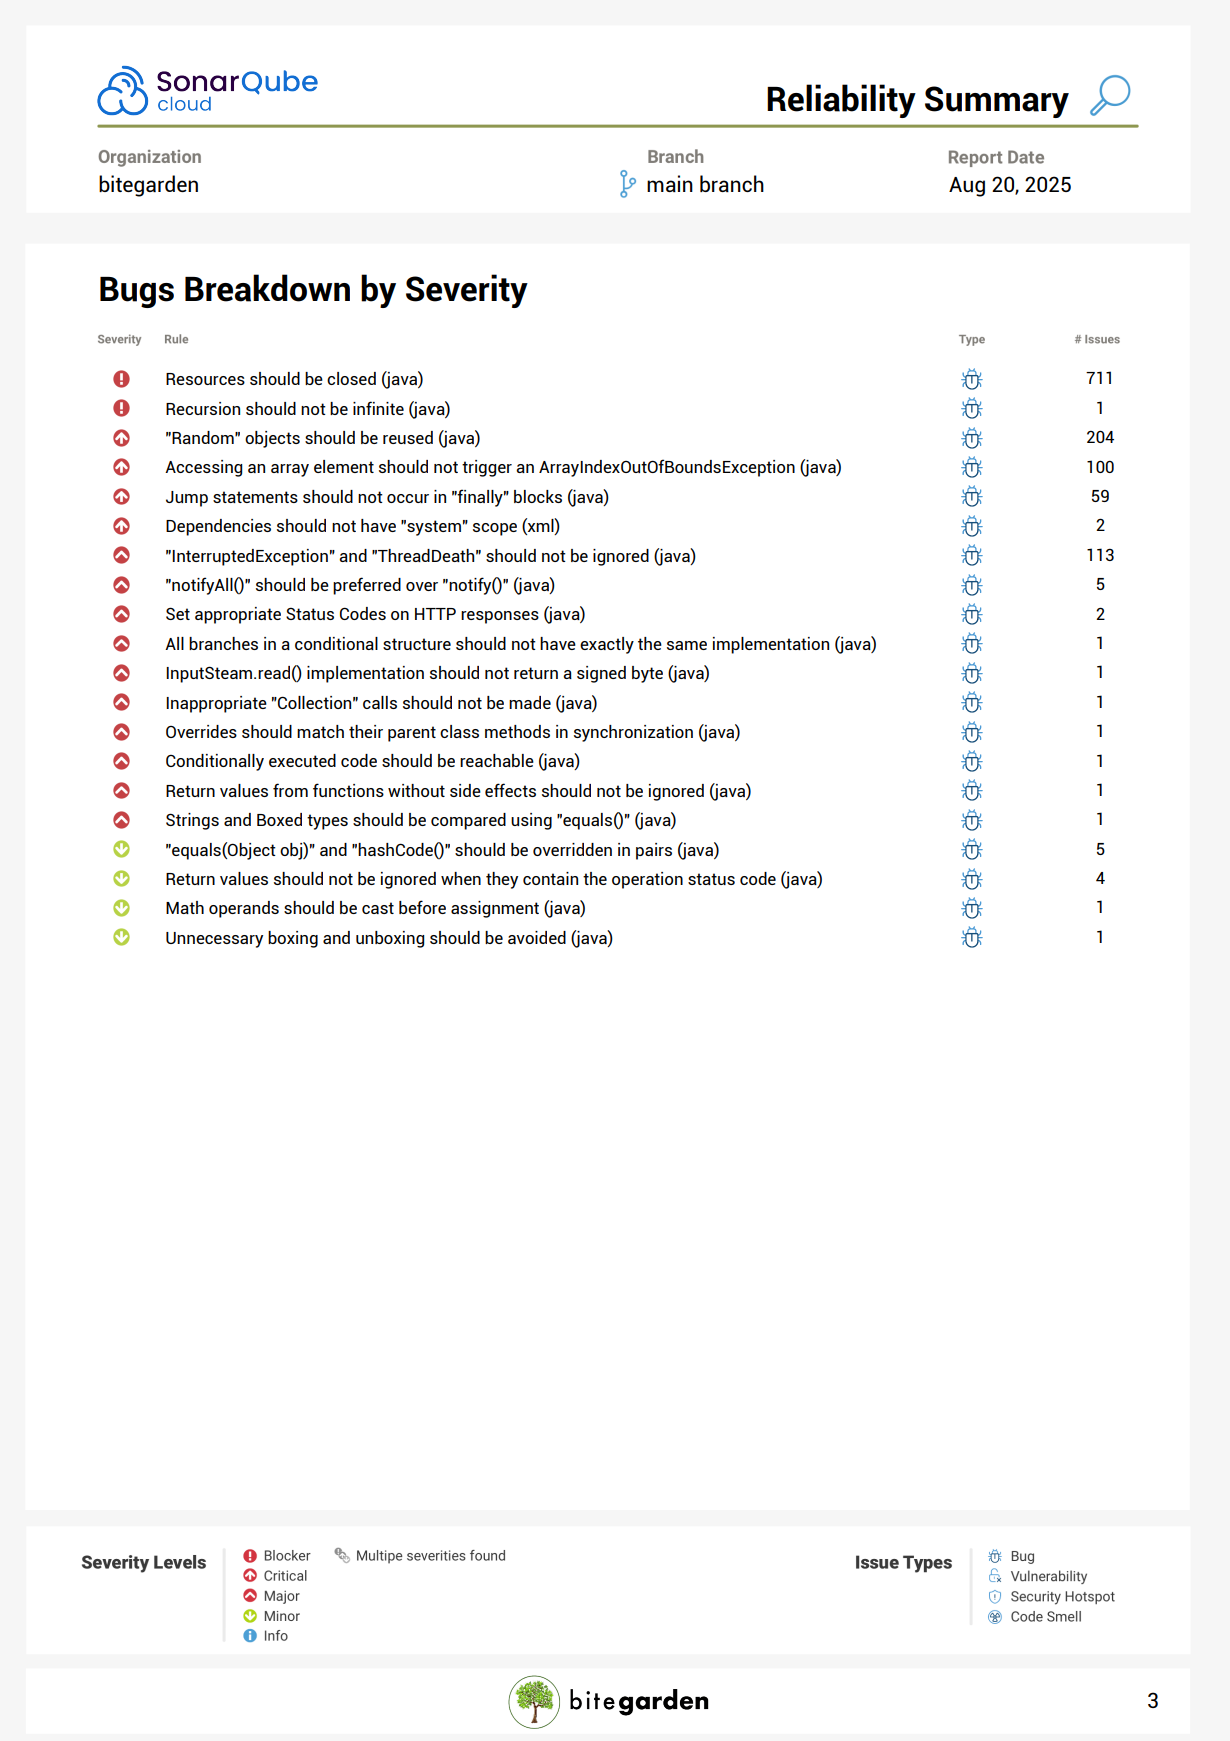 SonarQube
cloud
Reliability Summary
Organization Branch Report Date
bitegarden main branch Aug 20, 2025
Bugs Breakdown by Severity
Severity Rule Type # Issues
Resources should be closed (java) 711
Recursion should not be infinite (java) 1
"Random" objects should be reused (java) 204
Accessing an array element should not trigger an ArrayIndexOutOfBoundsException (java) 100
Jump statements should not occur in "finally" blocks (java) 59
Dependencies should not have "system" scope (xml) 2
"InterruptedException" and "ThreadDeath" should not be ignored (java) 113
"notifyAll()" should be preferred over "notify()" (java) 5
Set appropriate Status Codes on HTTP responses (java) 2
All branches in a conditional structure should not have exactly the same implementation (java) 1
InputSteam.read() implementation should not return a signed byte (java) 1
Inappropriate "Collection" calls should not be made (java) 1
Overrides should match their parent class methods in synchronization (java) 1
Conditionally executed code should be reachable (java) 1
Return values from functions without side effects should not be ignored (java) 1
Strings and Boxed types should be compared using "equals()" (java) 1
"equals(Object obj)" and "hashCode()" should be overridden in pairs (java) 5
Return values should not be ignored when they contain the operation status code (java) 4
Math operands should be cast before assignment (java) 1
Unnecessary boxing and unboxing should be avoided (java) 1
Severity Levels
Blocker
Critical
Major
Minor
Info
Multipe severities found
Issue Types
Bug
Vulnerability
Security Hotspot
Code Smell
bitegarden
3